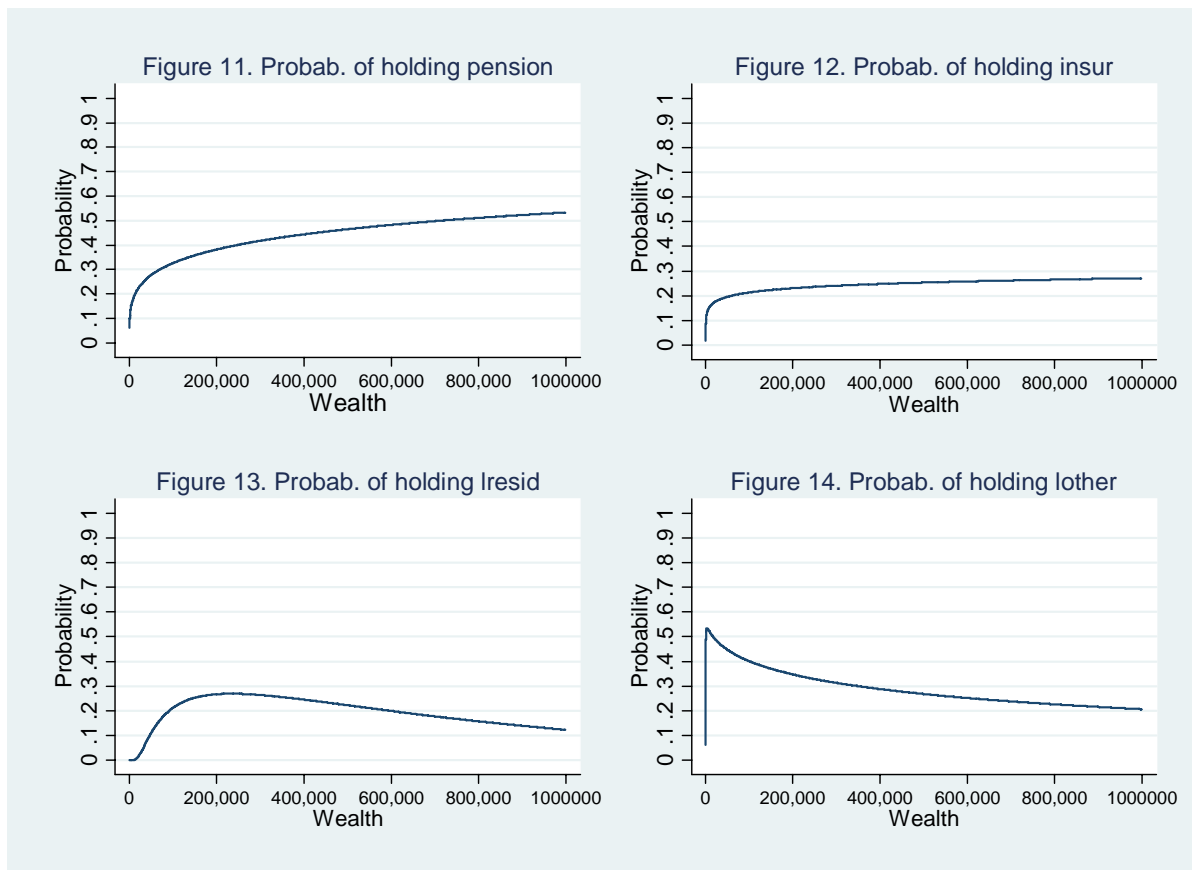 Figure 11. Probab. of holding pension
Probability
1
.9
.8
.7
.6
.5
.4
.3
.2
.1
0
0 200,000 400,000 600,000 800,000 1000000
Wealth
Figure 12. Probab. of holding insur
Probability
1
.9
.8
.7
.6
.5
.4
.3
.2
.1
0
0 200,000 400,000 600,000 800,000 1000000
Wealth
Figure 13. Probab. of holding lresid
Probability
1
.9
.8
.7
.6
.5
.4
.3
.2
.1
0
0 200,000 400,000 600,000 800,000 1000000
Wealth
Figure 14. Probab. of holding lother
Probability
1
.9
.8
.7
.6
.5
.4
.3
.2
.1
0
0 200,000 400,000 600,000 800,000 1000000
Wealth